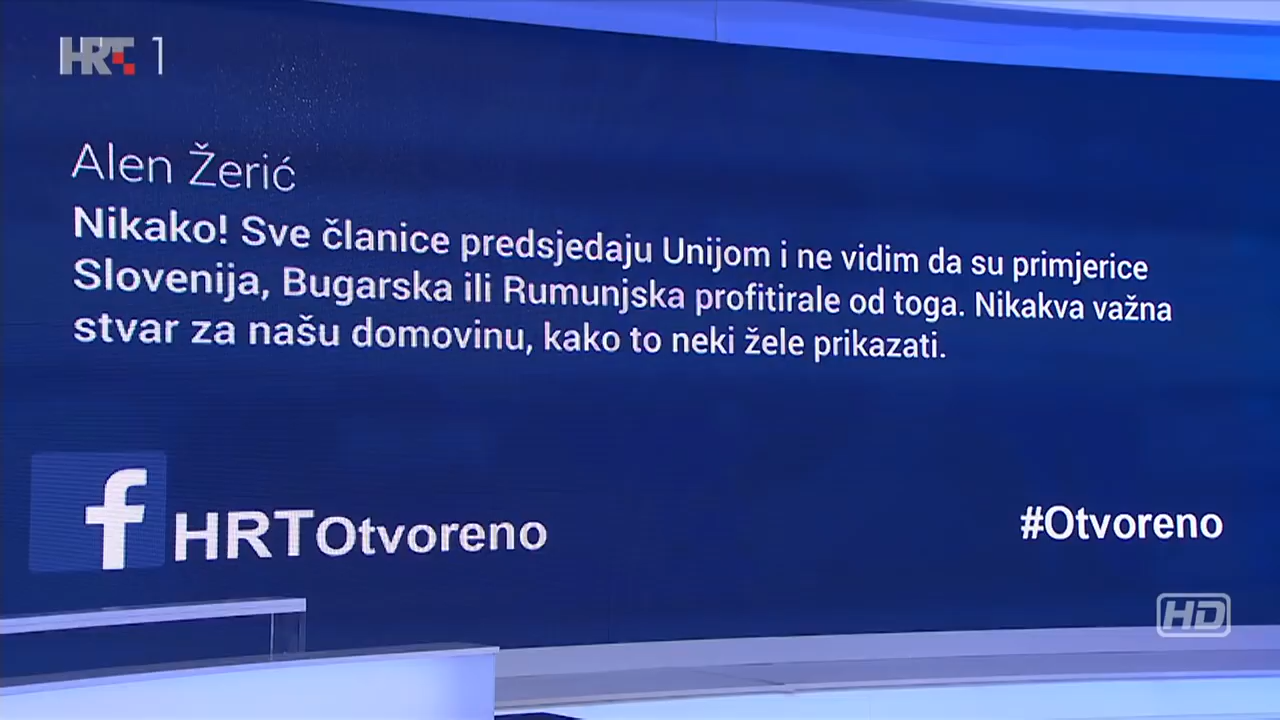 HRT 1
Alen Žerić
Nikako! Sve članice predsjedaju Unijom i ne vidim da su primjerice
Slovenija, Bugarska ili Rumunjska profitirale od toga. Nikakva važna
stvar za našu domovinu, kako to neki žele prikazati.
f HRTOtvoreno
#Otvoreno
HD